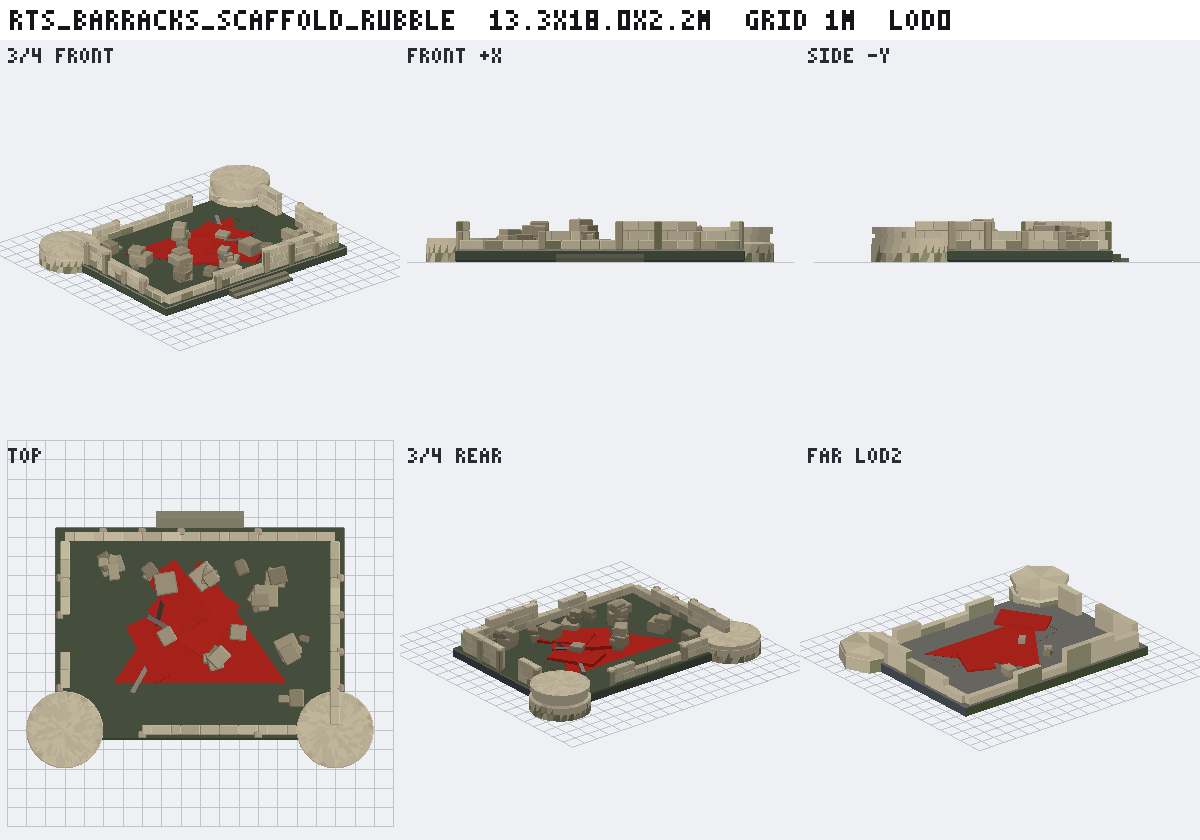 RTS_BARRACKS_SCAFFOLD_RUBBLE 13.3X18.0X2.2M GRID 1M LOD0
3/4 FRONT
FRONT +X
SIDE -Y
TOP
3/4 REAR
FAR LOD2